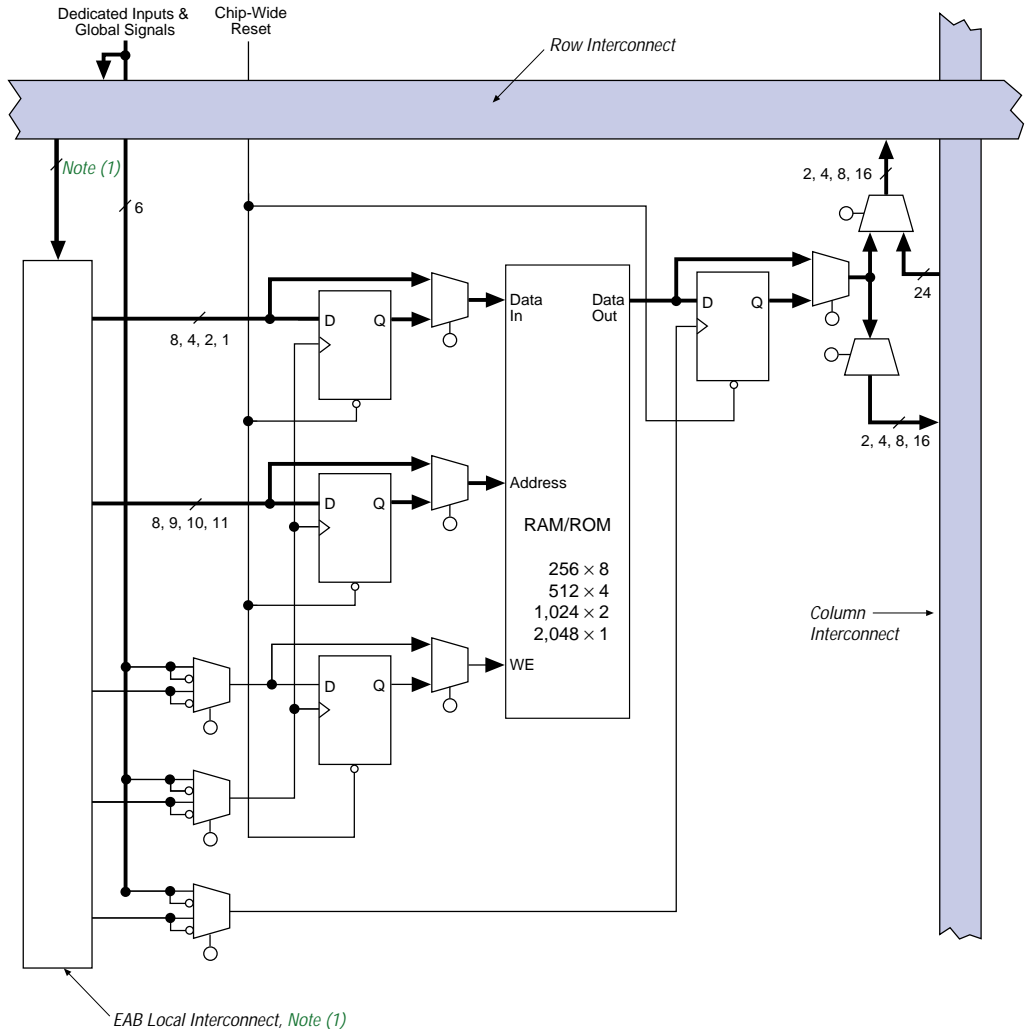 Dedicated Inputs &
Global Signals
Chip-Wide
Reset
Row Interconnect
Note (1)
6
2, 4, 8, 16
24
8, 4, 2, 1
D
Q
Data
In
Data
Out
D
Q
2, 4, 8, 16
8, 9, 10, 11
D
Q
Address
RAM/ROM
256 × 8
512 × 4
1,024 × 2
2,048 × 1
Column
Interconnect
D
Q
WE
EAB Local Interconnect, Note (1)